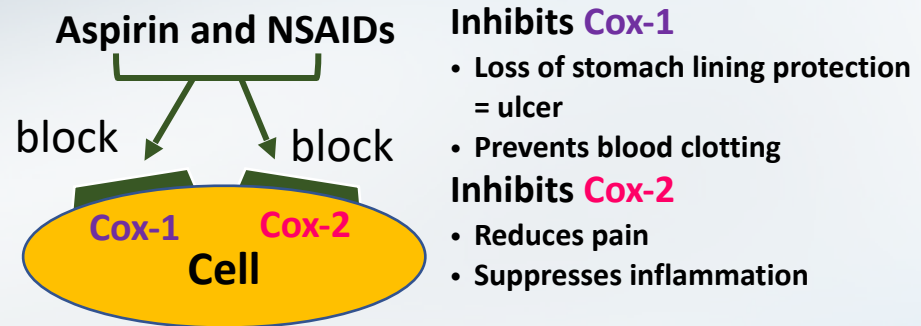 Aspirin and NSAIDs
block
block
Cox-1
Cox-2
Cell
Inhibits Cox-1
• Loss of stomach lining protection
= ulcer
• Prevents blood clotting
Inhibits Cox-2
• Reduces pain
• Suppresses inflammation